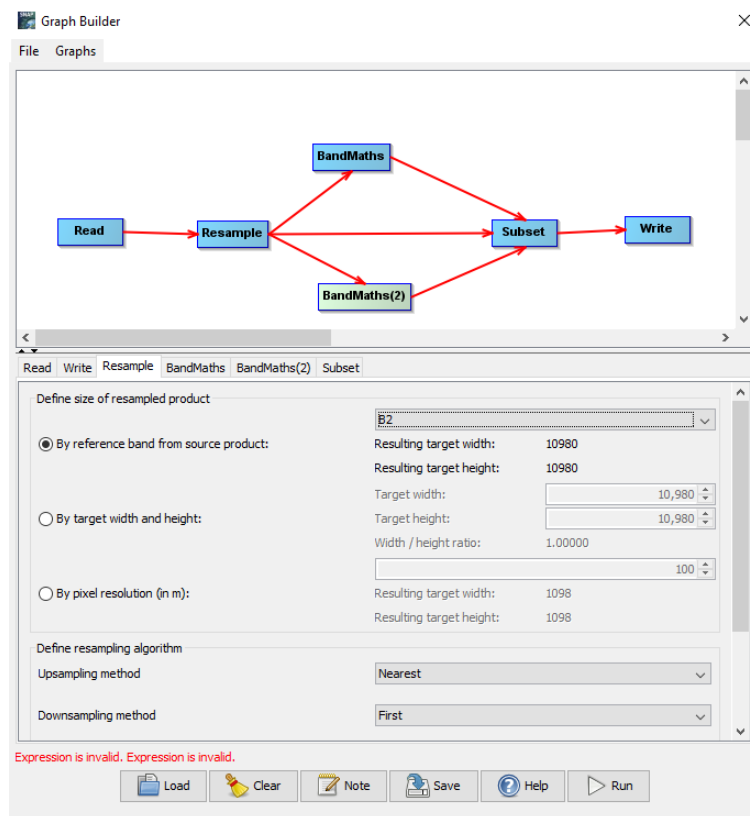 Graph Builder
File Graphs
BandMaths
Read
Resample
Subset
Write
BandMaths(2)
Read Write Resample BandMaths BandMaths(2) Subset
Define size of resampled product
B2
By reference band from source product: Resulting target width: 10980
Resulting target height: 10980
Target width: 10,980
By target width and height: Target height: 10,980
Width / height ratio: 1.00000
100
By pixel resolution (in m): Resulting target width: 1098
Resulting target height: 1098
Define resampling algorithm
Upsampling method Nearest
Downsampling method First
Expression is invalid. Expression is invalid.
Load Clear Note Save Help Run